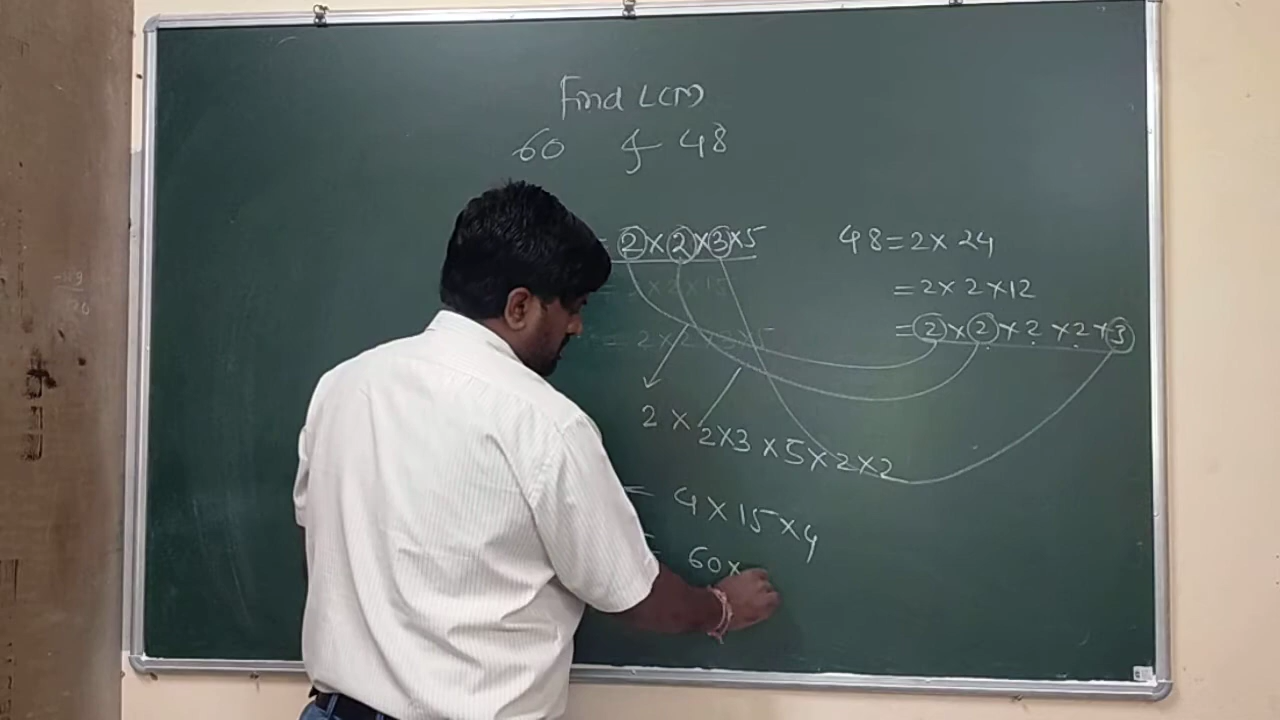 Find LCM
60 & 48
= 2 × 2 × 3 × 5
48 = 2 × 24
= 2 × 2 × 12
= 2 × 2 × 2 × 2 × 3
2 × 2 × 3 × 5 × 2 × 2
= 4 × 15 × 4
= 60 ×